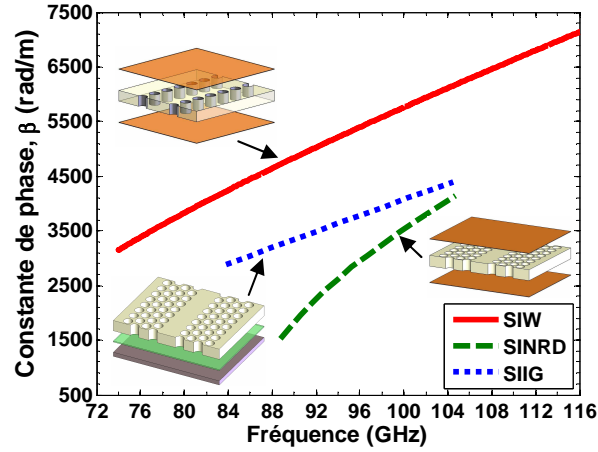 7500
6500
5500
4500
3500
2500
1500
500
Constante de phase, β (rad/m)
72 76 80 84 88 92 96 100 104 108 112 116
Fréquence (GHz)
SIW
SINRD
SIIG